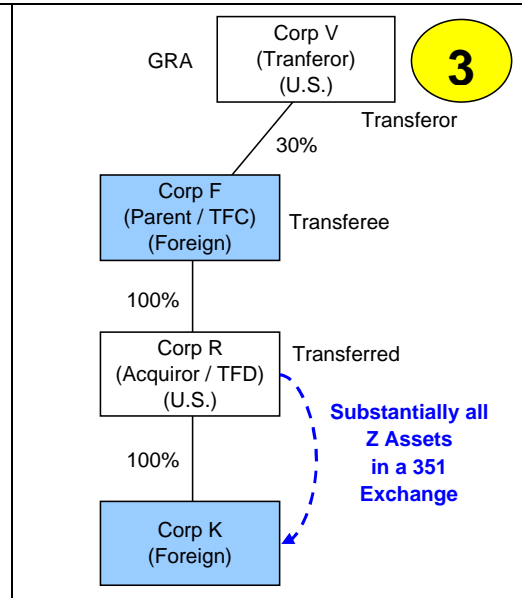 Corp V
(Tranferor)
(U.S.)
GRA
3
Transferor
30%
Corp F
(Parent / TFC)
(Foreign)
Transferee
100%
Corp R
(Acquiror / TFD)
(U.S.)
Transferred
Substantially all
Z Assets
in a 351
Exchange
100%
Corp K
(Foreign)